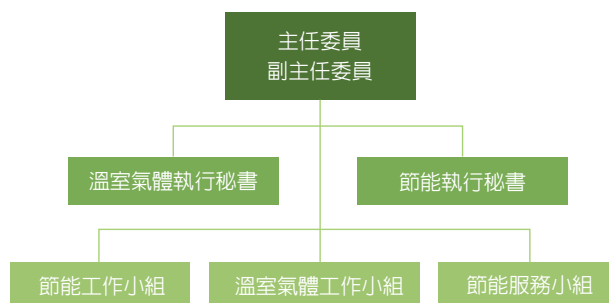 主任委員
副主任委員
溫室氣體執行秘書
節能執行秘書
節能工作小組
溫室氣體工作小組
節能服務小組